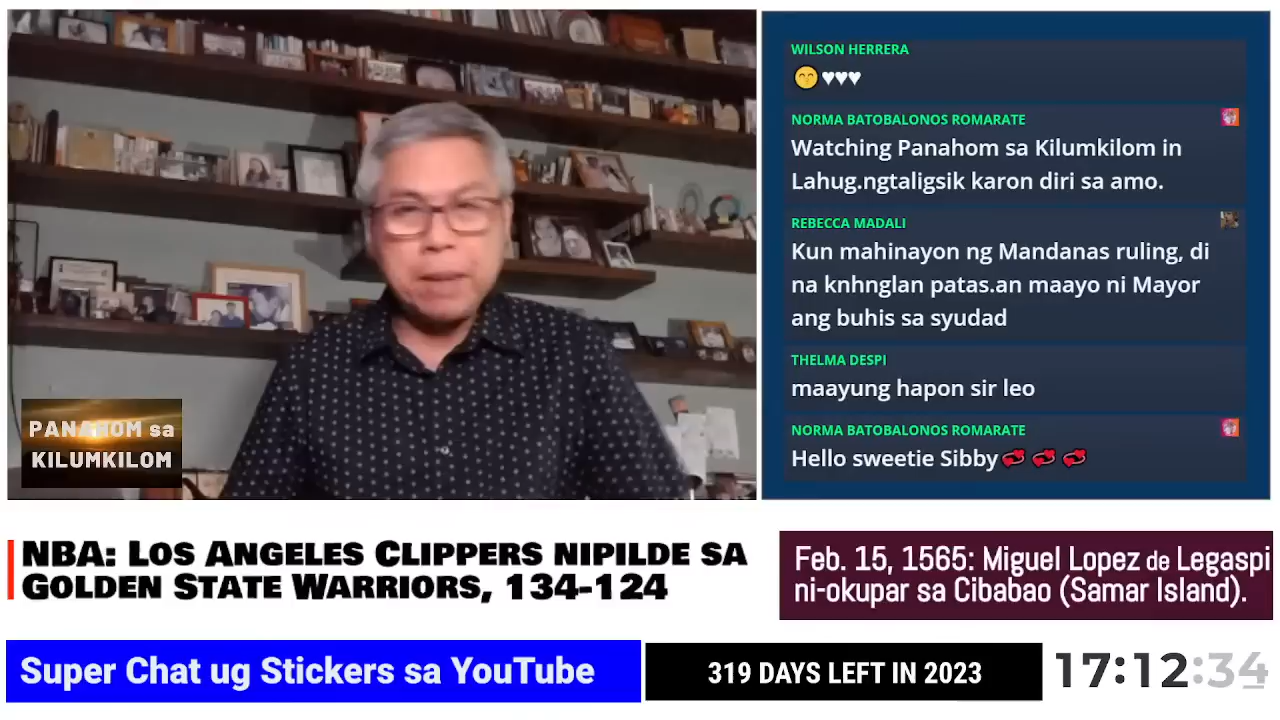 WILSON HERRERA
😙♥♥♥
NORMA BATOBALONOS ROMARATE
Watching Panahom sa Kilumkilom in
Lahug.ngtaligsik karon diri sa amo.
REBECCA MADALI
Kun mahinayon ng Mandanas ruling, di
na knhnglan patas.an maayo ni Mayor
ang buhis sa syudad
THELMA DESPI
maayung hapon sir leo
NORMA BATOBALONOS ROMARATE
Hello sweetie Sibby💞💞💞
PANAHOM sa
KILUMKILOM
NBA: LOS ANGELES CLIPPERS NIPILDE SA
GOLDEN STATE WARRIORS, 134-124
Feb. 15, 1565: Miguel Lopez de Legaspi
ni-okupar sa Cibabao (Samar Island).
Super Chat ug Stickers sa YouTube
319 DAYS LEFT IN 2023
17:12:34